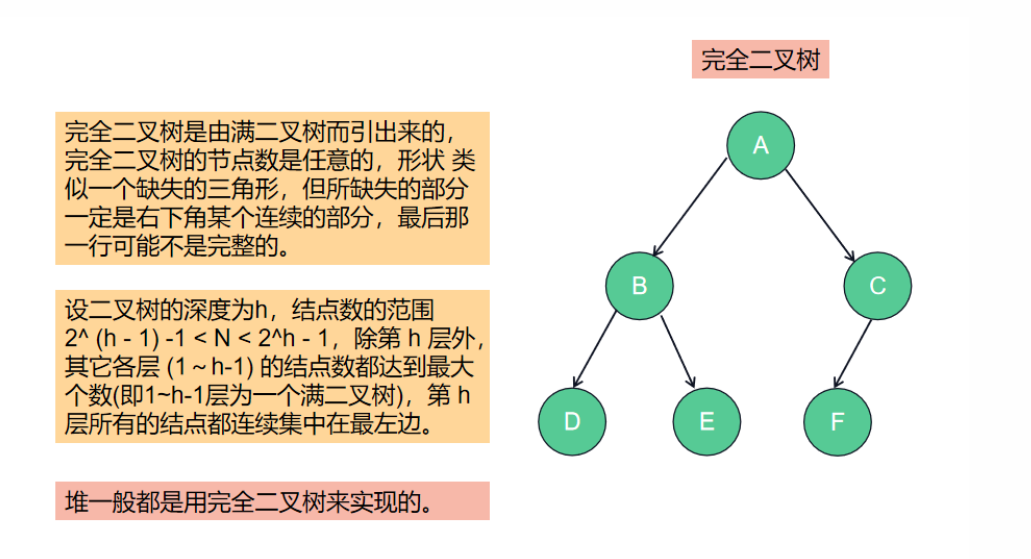 完全二叉树
完全二叉树是由满二叉树而引出来的，
完全二叉树的节点数是任意的，形状 类
似一个缺失的三角形，但所缺失的部分
一定是右下角某个连续的部分，最后那
一行可能不是完整的。
设二叉树的深度为h，结点数的范围
2^ (h - 1) -1 < N < 2^h - 1，除第 h 层外，
其它各层 (1 ~ h-1) 的结点数都达到最大
个数(即1~h-1层为一个满二叉树)，第 h
层所有的结点都连续集中在最左边。
堆一般都是用完全二叉树来实现的。
A
B
C
D
E
F